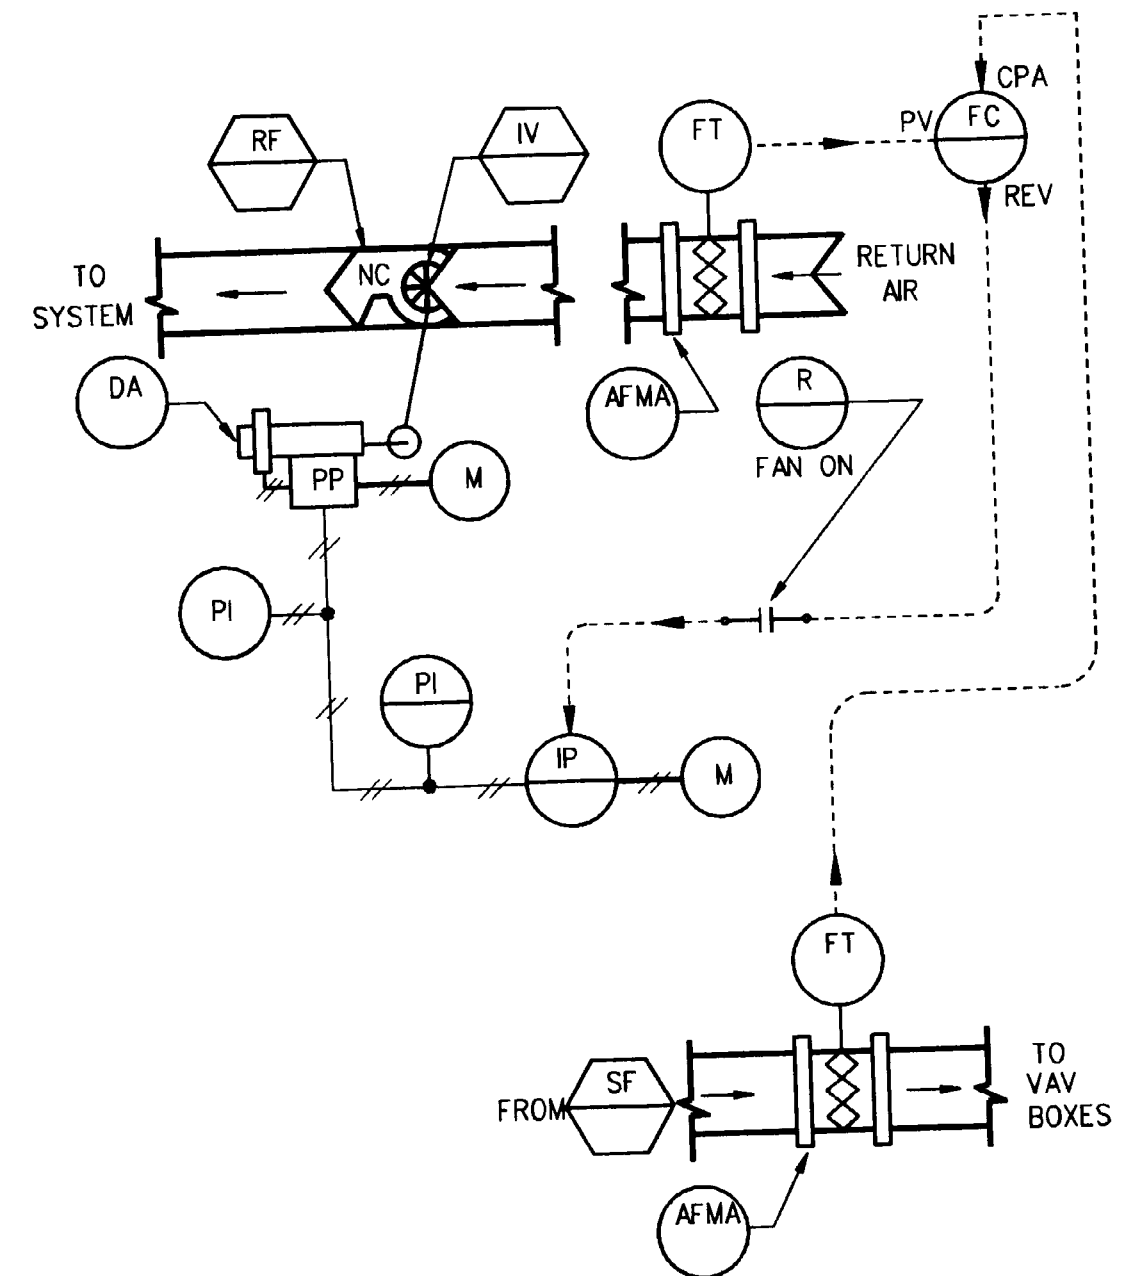 CPA
FC
PV
REV
FT
IV
RF
NC
TO
SYSTEM
RETURN
AIR
DA
AFMA
R
FAN ON
PP
M
PI
PI
IP
M
FT
SF
FROM
TO
VAV
BOXES
AFMA